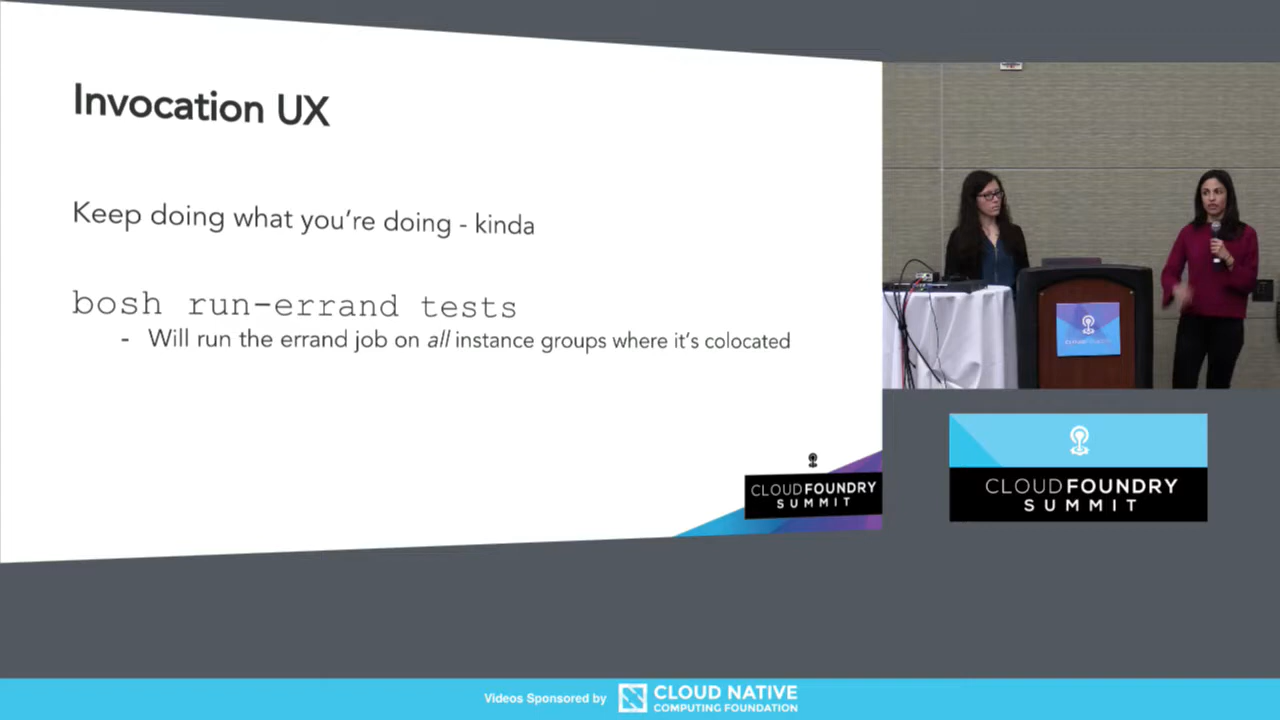 Invocation UX
Keep doing what you're doing - kinda
bosh run-errand tests
- Will run the errand job on all instance groups where it's colocated
CLOUD FOUNDRY
SUMMIT
CLOUD FOUNDRY
SUMMIT
Videos Sponsored by
CLOUD NATIVE
COMPUTING FOUNDATION